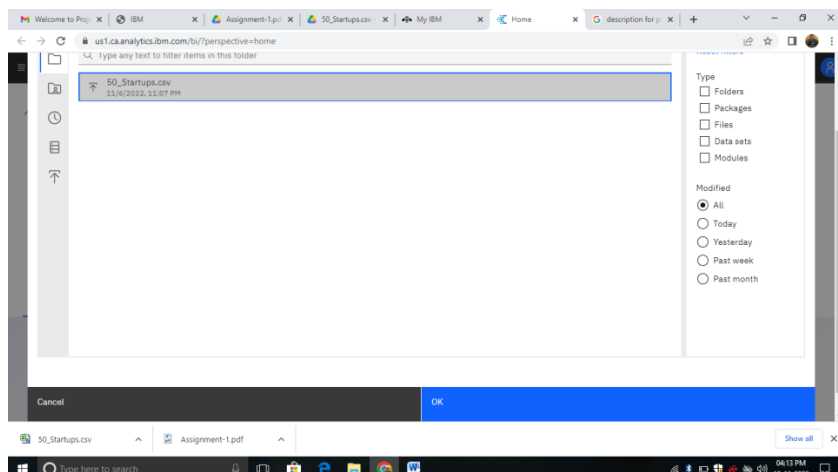 Welcome to Proj
IBM
Assignment-1.pd
50_Startups.csv -
My IBM
Home
description for p
us1.ca.analytics.ibm.com/bi/?perspective=home
Type any text to filter items in this folder
50_Startups.csv
11/6/2022, 11:07 PM
Type
Folders
Packages
Files
Data sets
Modules
Modified
All
Today
Yesterday
Past week
Past month
Cancel
OK
50_Startups.csv
Assignment-1.pdf
Show all
Type here to search
04:13 PM